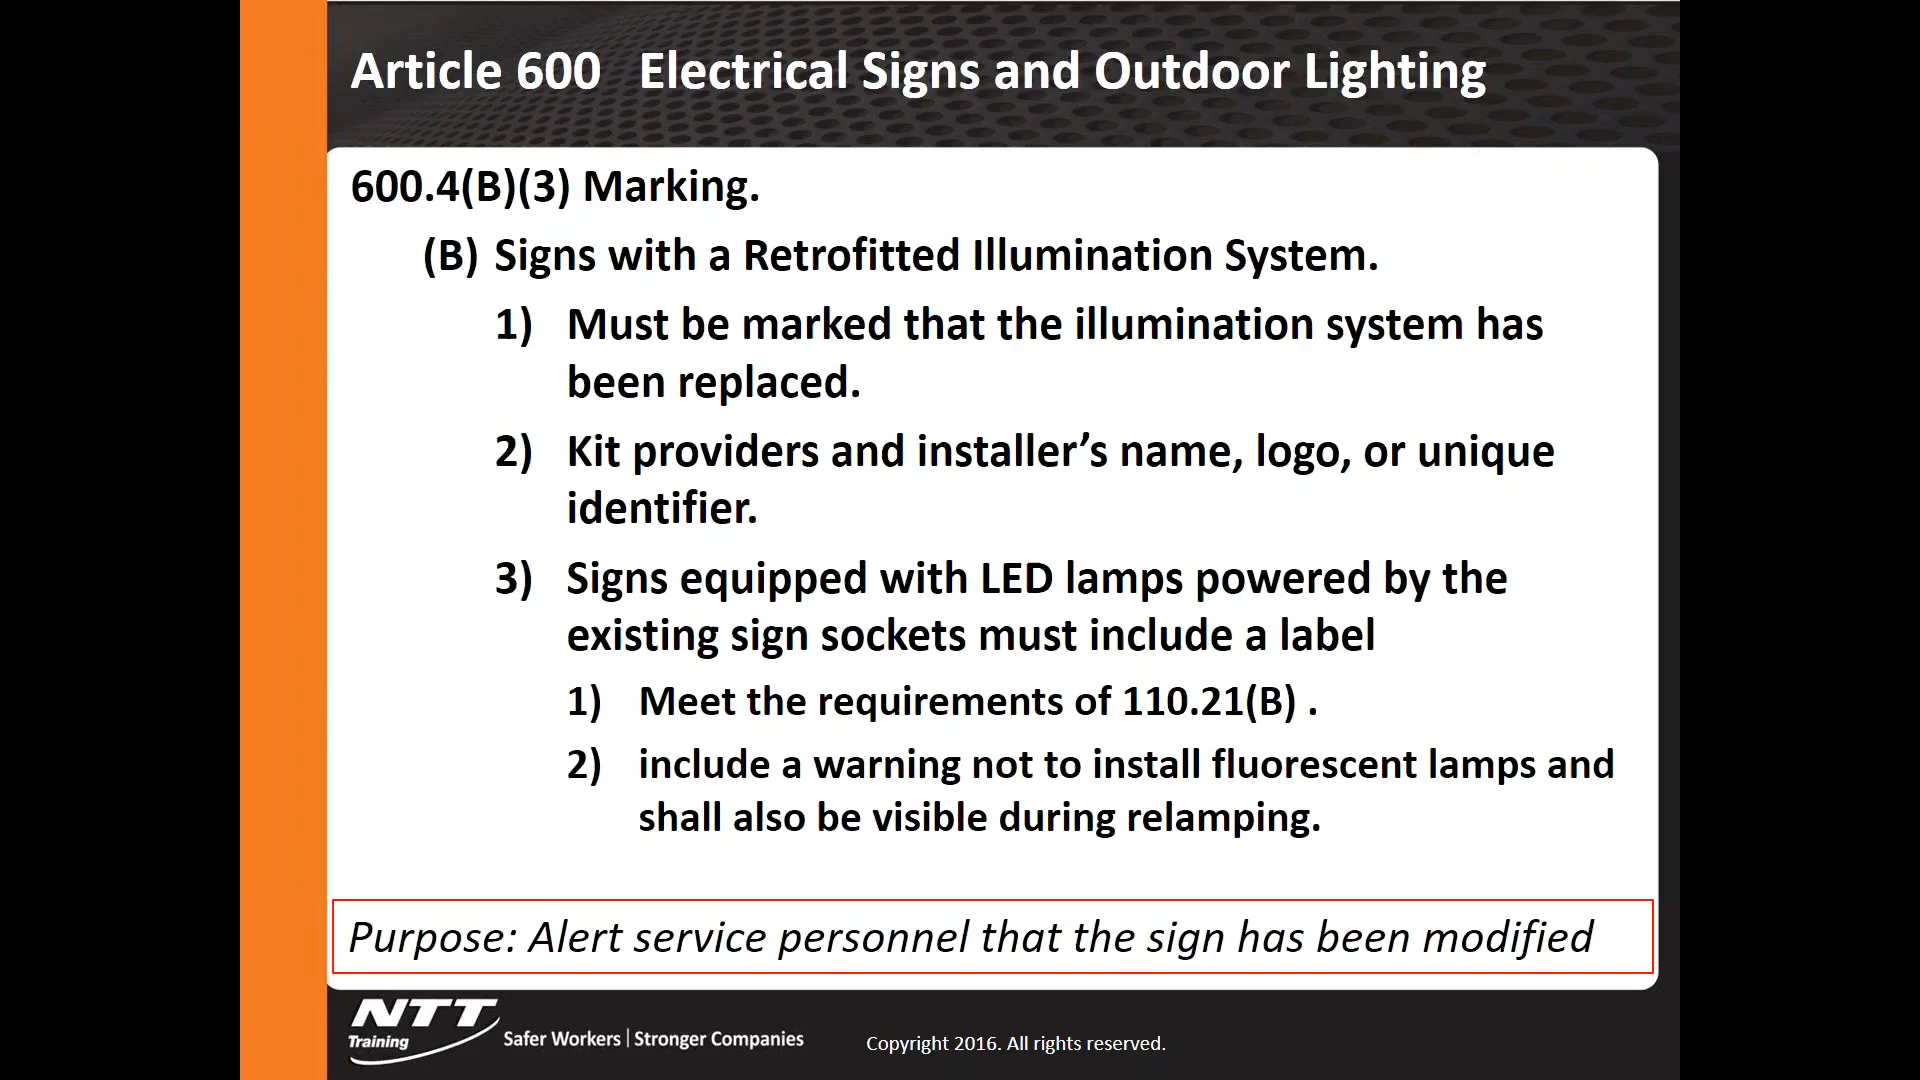 Article 600 Electrical Signs and Outdoor Lighting
600.4(B)(3) Marking.
(B) Signs with a Retrofitted Illumination System.
1) Must be marked that the illumination system has
been replaced.
2) Kit providers and installer’s name, logo, or unique
identifier.
3) Signs equipped with LED lamps powered by the
existing sign sockets must include a label
1) Meet the requirements of 110.21(B) .
2) include a warning not to install fluorescent lamps and
shall also be visible during relamping.
Purpose: Alert service personnel that the sign has been modified
NTT
Training
Safer Workers | Stronger Companies
Copyright 2016. All rights reserved.